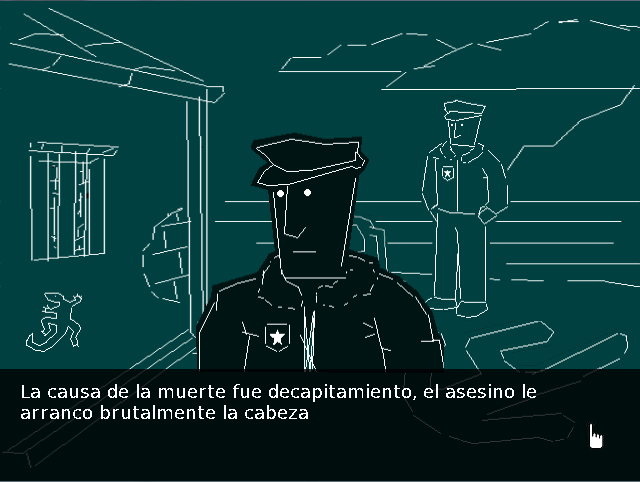 La causa de la muerte fue decapitamiento, el asesino le
arranco brutalmente la cabeza